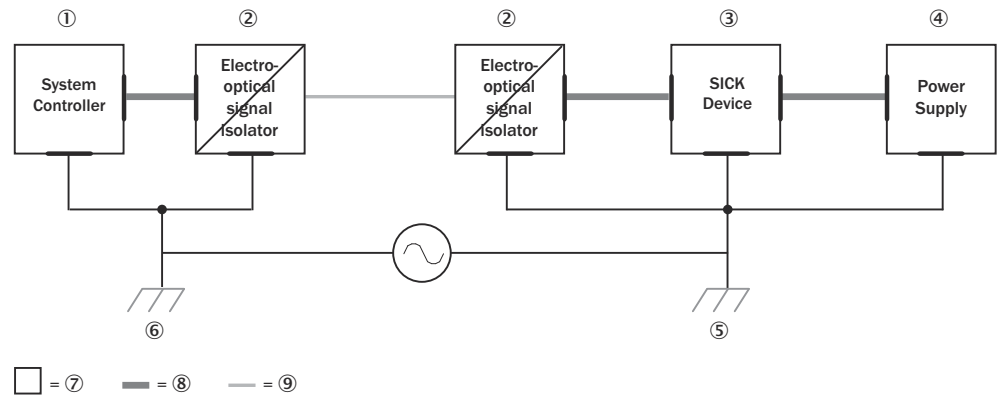 ① ② ② ③ ④
System
Controller
Electro-
optical
signal
Isolator
Electro-
optical
signal
Isolator
SICK
Device
Power
Supply
⑥ ⑤
= ⑦ = ⑧ = ⑨